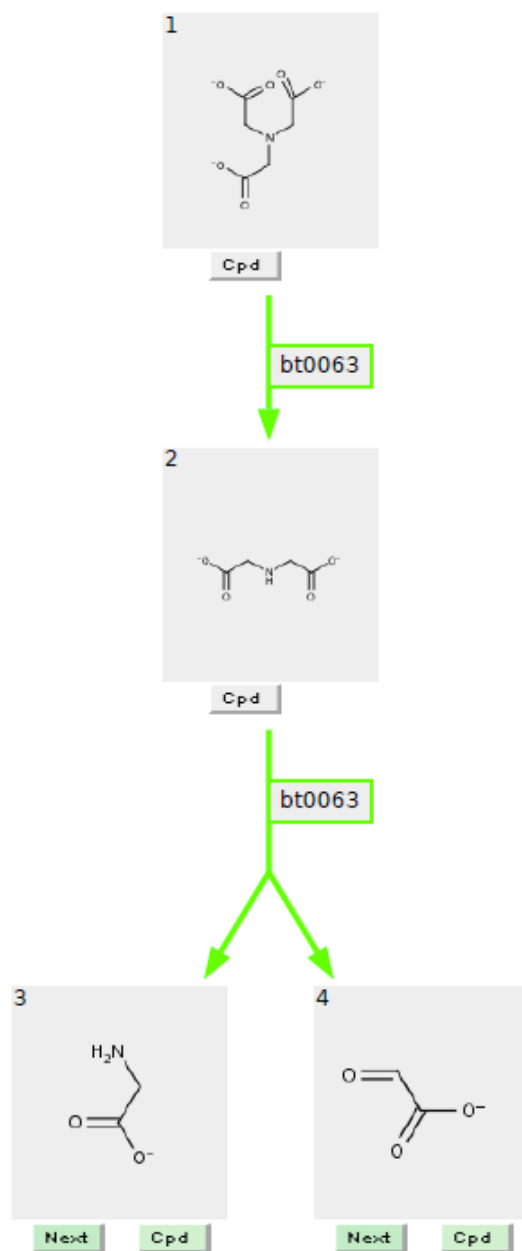 1
⁻O O O O⁻
N
⁻O
O
Cpd
bt0063
2
⁻O N O⁻
H
O O
Cpd
bt0063
3 4
H₂N
O
O O⁻
O⁻ O
Next Cpd Next Cpd